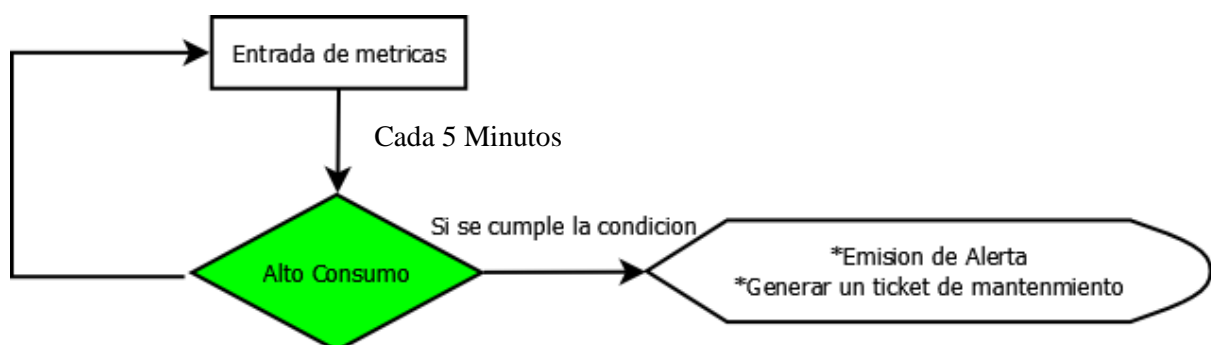 Entrada de metricas
Cada 5 Minutos
Si se cumple la condicion
Alto Consumo
*Emision de Alerta
*Generar un ticket de mantenmiento